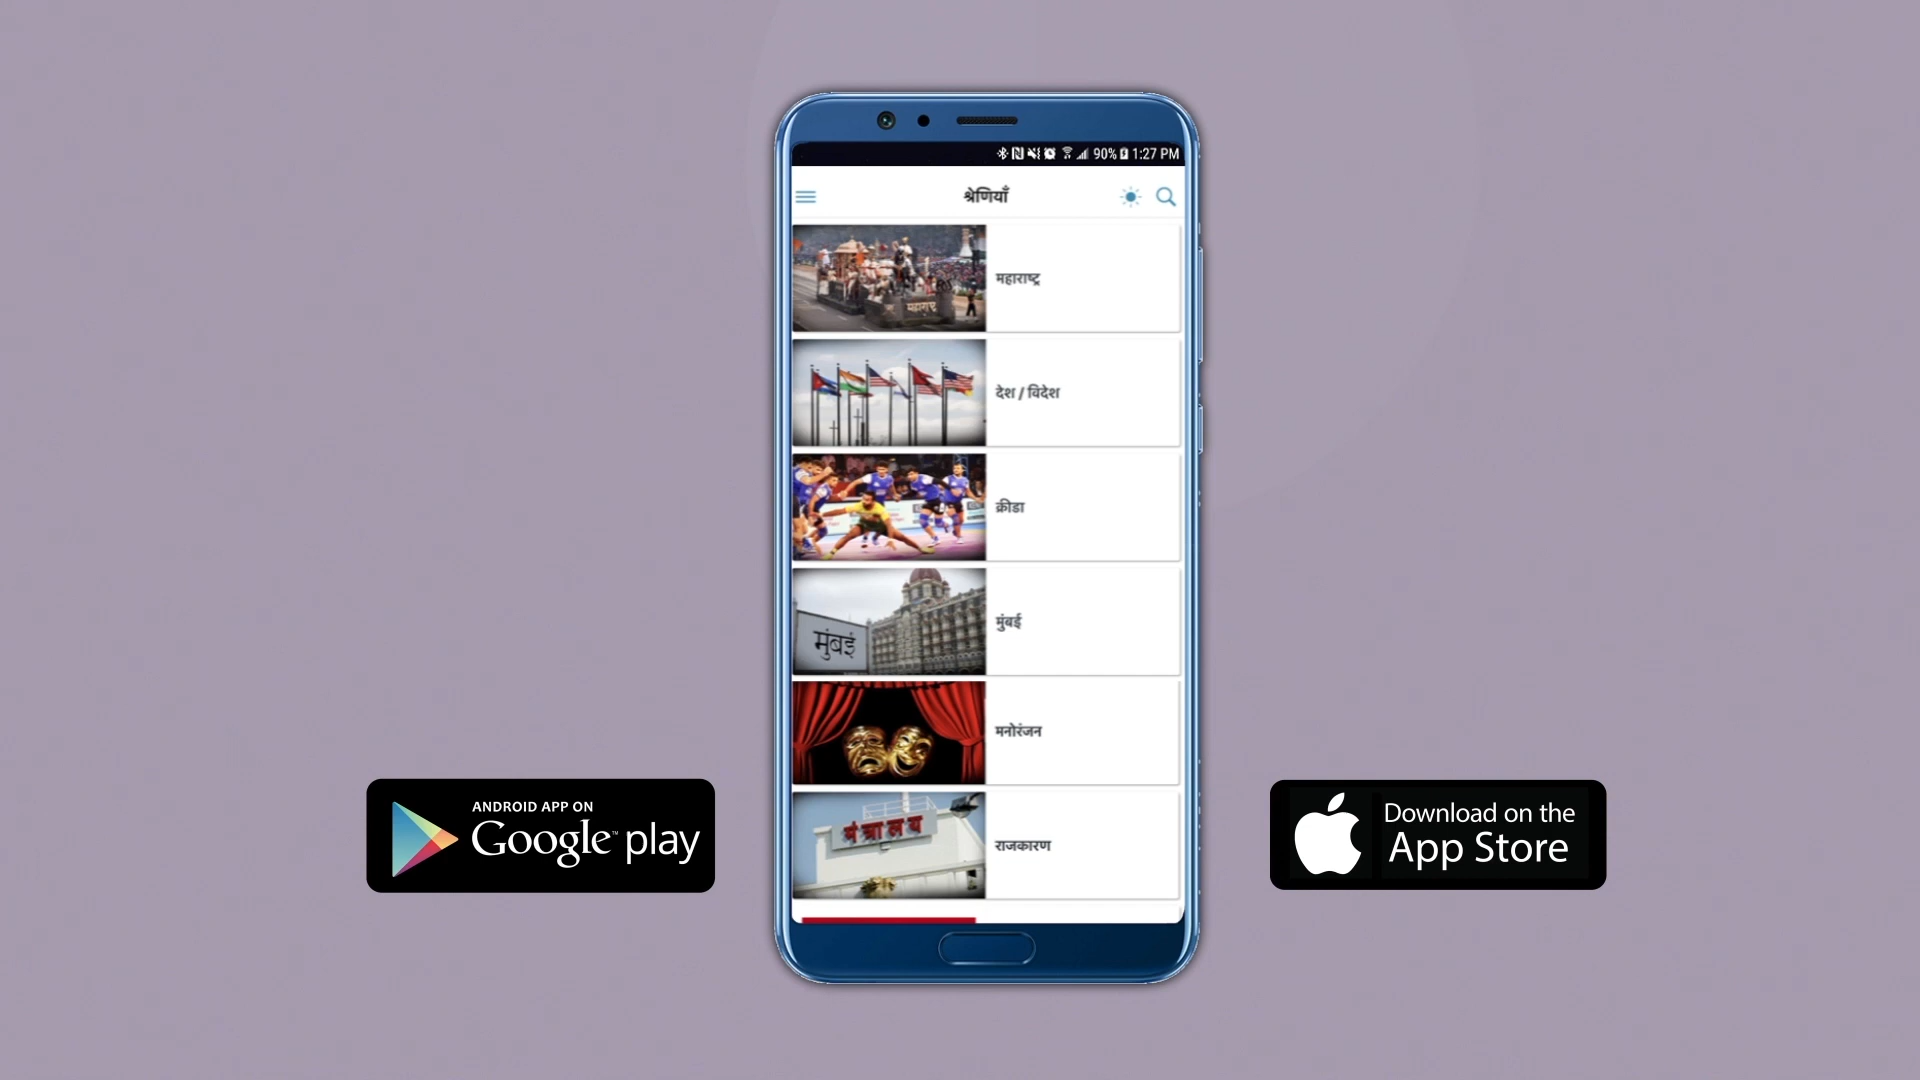 90% 1:27 PM
श्रेणियाँ
महाराष्ट्र
देश / विदेश
क्रीडा
मुंबई
मुंबई
मनोरंजन
मंत्रालय
राजकारण
ANDROID APP ON
Google™ play
Download on the
App Store